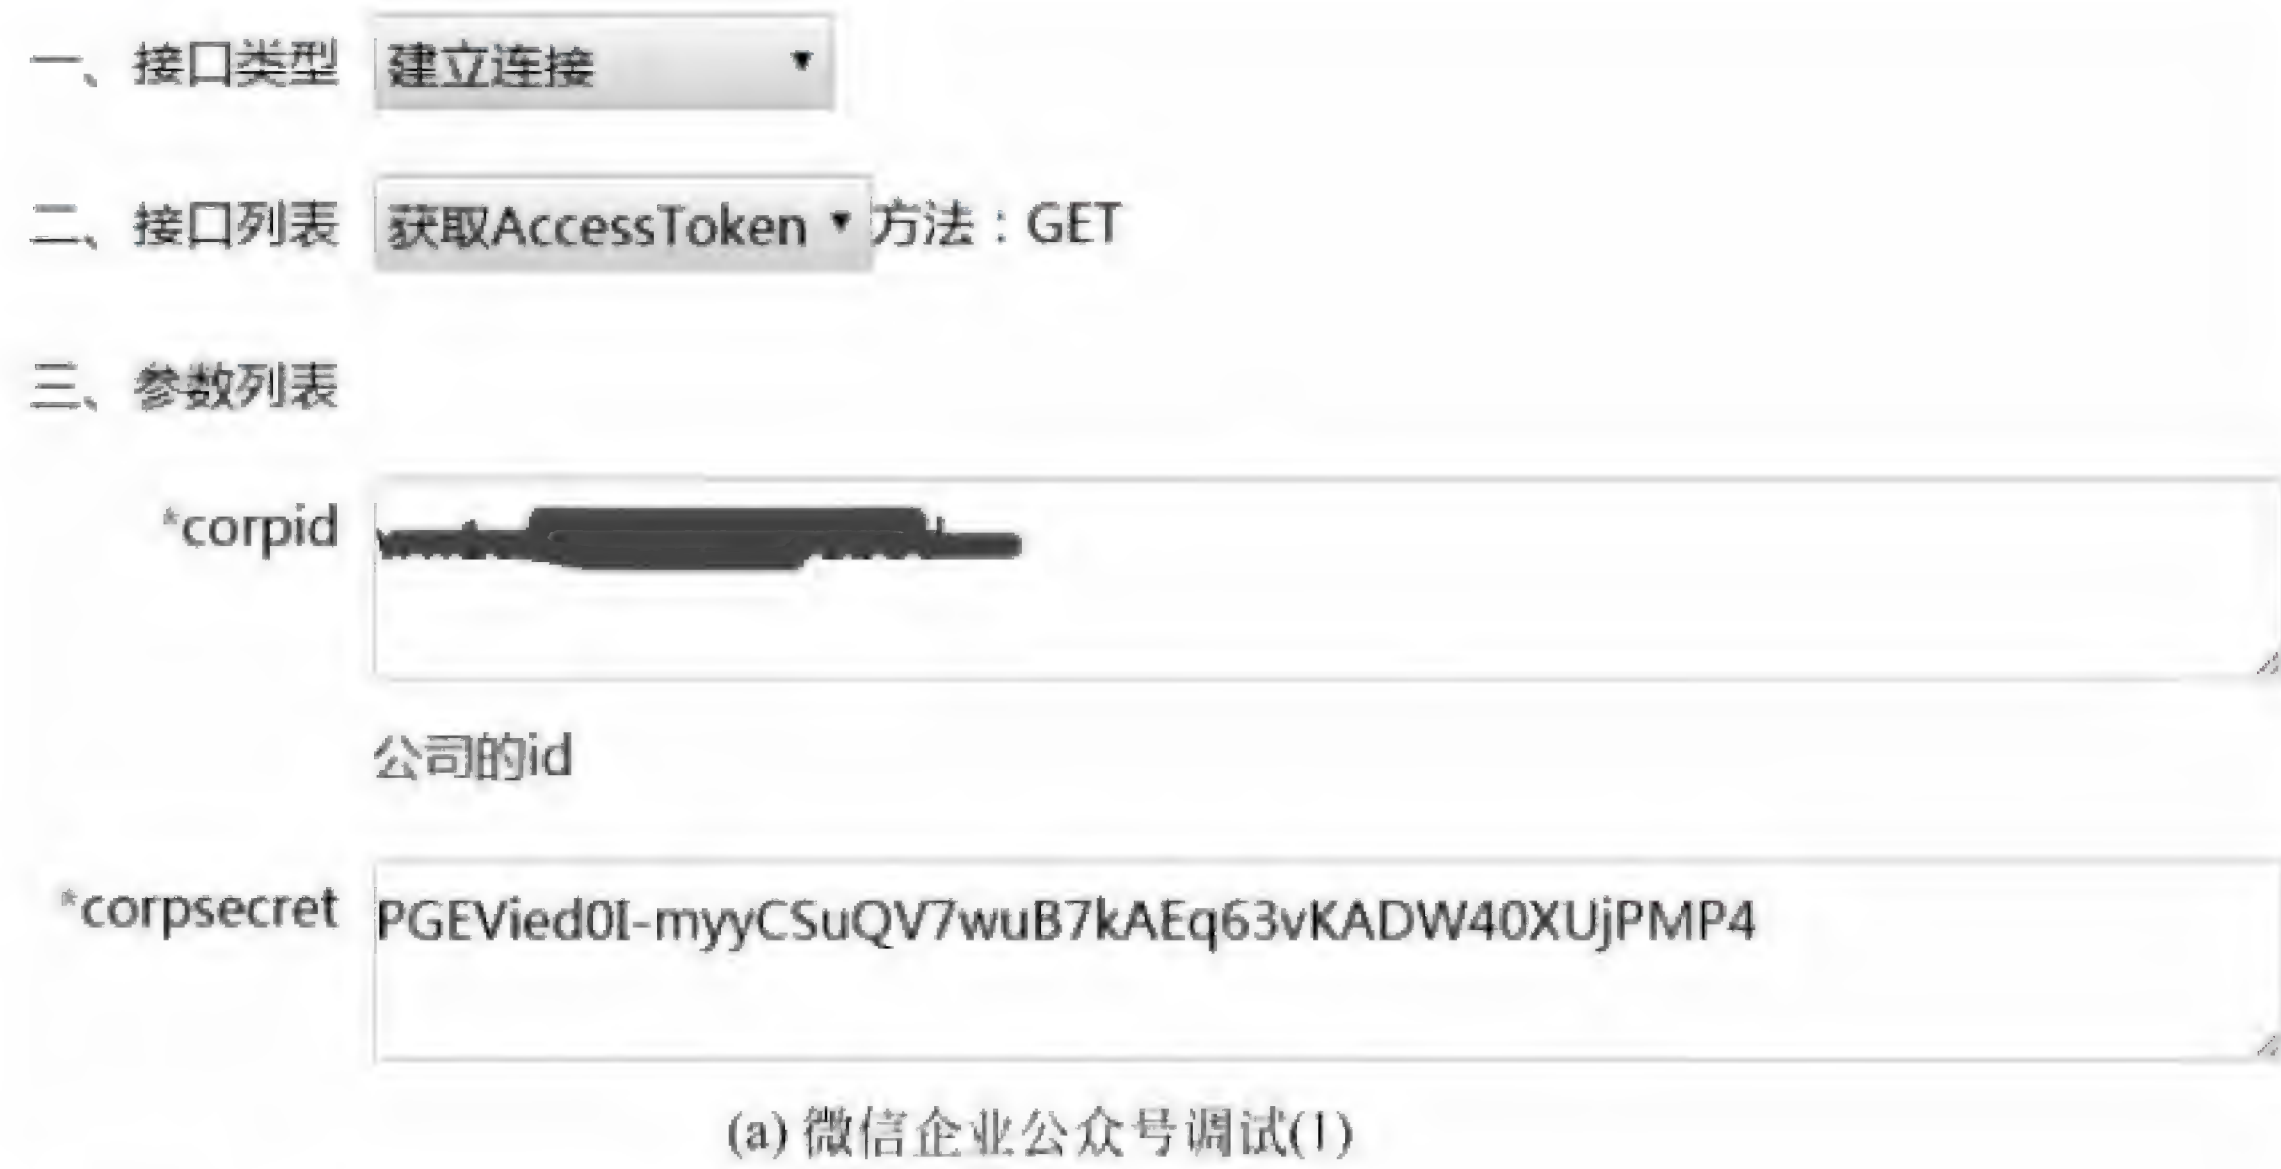 一、接口类型 建立连接
二、接口列表 获取AccessToken 方法：GET
三、参数列表
*corpid
公司的id
*corpsecret PGEVied0I-myyCSuQV7wuB7kAEq63vKADW40XUjPMP4
(a) 微信企业公众号调试(1)